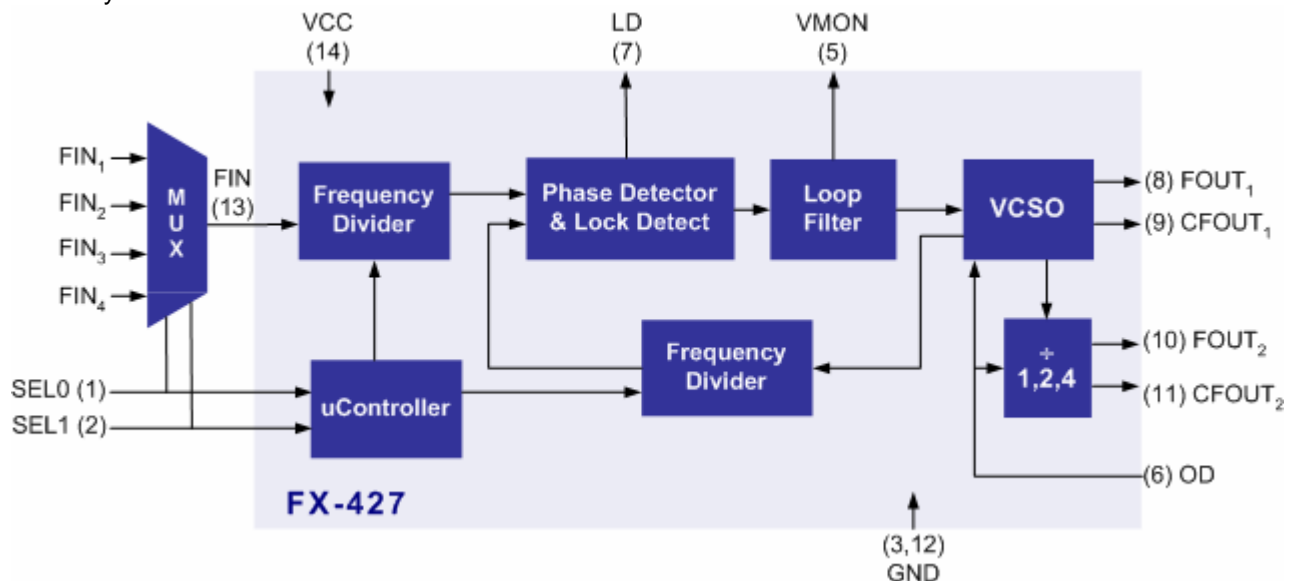 VCC
(14)
LD
(7)
VMON
(5)
FIN₁
FIN₂
FIN₃
FIN₄
M
U
X
FIN
(13)
Frequency
Divider
Phase Detector
& Lock Detect
Loop
Filter
VCSO
(8) FOUT₁
(9) CFOUT₁
÷
1,2,4
(10) FOUT₂
(11) CFOUT₂
Frequency
Divider
SEL0 (1)
SEL1 (2)
uController
(6) OD
FX-427
(3,12)
GND